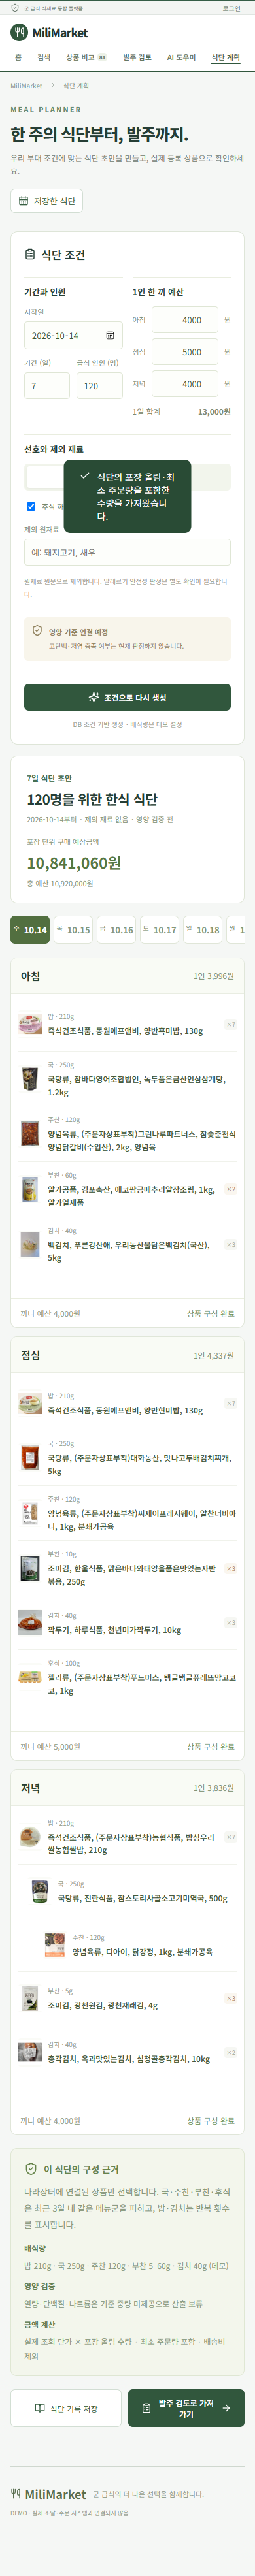 군 급식 식자재 통합 플랫폼
로그인
MiliMarket
홈
검색
상품 비교 81
발주 검토
AI 도우미
식단 계획
MiliMarket > 식단 계획
MEAL PLANNER
한 주의 식단부터, 발주까지.
우리 부대 조건에 맞는 식단 초안을 만들고, 실제 등록 상품으로 확인하세
요.
저장한 식단
식단 조건
기간과 인원
시작일
2026-10-14
기간 (일)
급식 인원 (명)
7
120
1인 한 끼 예산
아침 4000 원
점심 5000 원
저녁 4000 원
1일 합계 13,000원
선호와 제외 재료
식단의 포장 올림·최
소 주문량을 포함한
수량을 가져왔습니
다.
후식 하
제외 원재료
예: 돼지고기, 새우
원재료 원문으로 제외합니다. 알레르기 안전성 판정은 별도 확인이 필요합니
다.
영양 기준 연결 예정
고단백·저염 충족 여부는 현재 판정하지 않습니다.
조건으로 다시 생성
DB 조건 기반 생성 · 배식량은 데모 설정
7일 식단 초안
120명을 위한 한식 식단
2026-10-14부터 · 제외 재료 없음 · 영양 검증 전
포장 단위 구매 예상금액
10,841,060원
총 예산 10,920,000원
수 10.14
목 10.15
금 10.16
토 10.17
일 10.18
월 1
아침
1인 3,996원
밥 · 210g
즉석건조식품, 동원에프앤비, 양반흑미밥, 130g
×7
국 · 250g
국탕류, 참바다영어조합법인, 녹두품은금산인삼삼계탕,
1.2kg
주찬 · 120g
양념육류, (주문자상표부착)그린나루파트너스, 참숯춘천식
양념닭갈비(수입산), 2kg, 양념육
부찬 · 60g
알가공품, 김포축산, 에코팜금메추리알장조림, 1kg,
알가열제품
×2
김치 · 40g
백김치, 푸른강산애, 우리농산물담은백김치(국산),
5kg
×3
끼니 예산 4,000원
상품 구성 완료
점심
1인 4,337원
밥 · 210g
즉석건조식품, 동원에프앤비, 양반현미밥, 130g
×7
국 · 250g
국탕류, (주문자상표부착)대화농산, 맛나고두배김치찌개,
5kg
주찬 · 120g
양념육류, (주문자상표부착)씨제이프레시웨이, 알찬너비아
니, 1kg, 분쇄가공육
부찬 · 10g
조미김, 한울식품, 맑은바다와태양을품은맛있는자반
볶음, 250g
×3
김치 · 40g
깍두기, 하루식품, 천년미가깍두기, 10kg
×3
후식 · 100g
젤리류, (주문자상표부착)푸드머스, 탱글탱글퓨레뜨망고코
코, 1kg
끼니 예산 5,000원
상품 구성 완료
저녁
1인 3,836원
밥 · 210g
즉석건조식품, (주문자상표부착)농협식품, 밥심우리
쌀농협쌀밥, 210g
×7
국 · 250g
국탕류, 진한식품, 참스토리사골소고기미역국, 500g
주찬 · 120g
양념육류, 디아이, 닭강정, 1kg, 분쇄가공육
부찬 · 5g
조미김, 광천원김, 광천재래김, 4g
×3
김치 · 40g
총각김치, 옥과맛있는김치, 심청골총각김치, 10kg
×2
끼니 예산 4,000원
상품 구성 완료
이 식단의 구성 근거
나라장터에 연결된 상품만 선택합니다. 국·주찬·부찬·후식
은 최근 3일 내 같은 메뉴군을 피하고, 밥·김치는 반복 횟수
를 표시합니다.
배식량
밥 210g · 국 250g · 주찬 120g · 부찬 5–60g · 김치 40g (데모)
영양 검증
열량·단백질·나트륨은 기준 중량 미제공으로 산출 보류
금액 계산
실제 조회 단가 × 포장 올림 수량 · 최소 주문량 포함 · 배송비
제외
식단 기록 저장
발주 검토로 가져
가기
MiliMarket 군 급식의 더 나은 선택을 함께합니다.
DEMO · 실제 조달·주문 시스템과 연결되지 않음